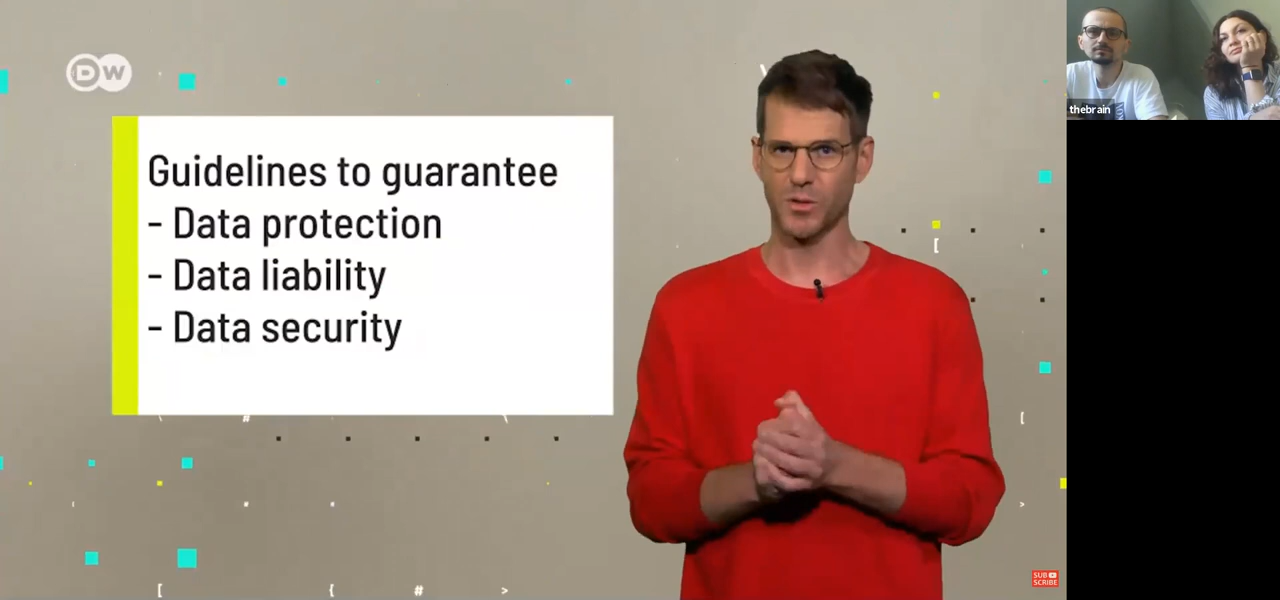 DW
Guidelines to guarantee
- Data protection
- Data liability
- Data security
thebrain
SUB
SCRIBE